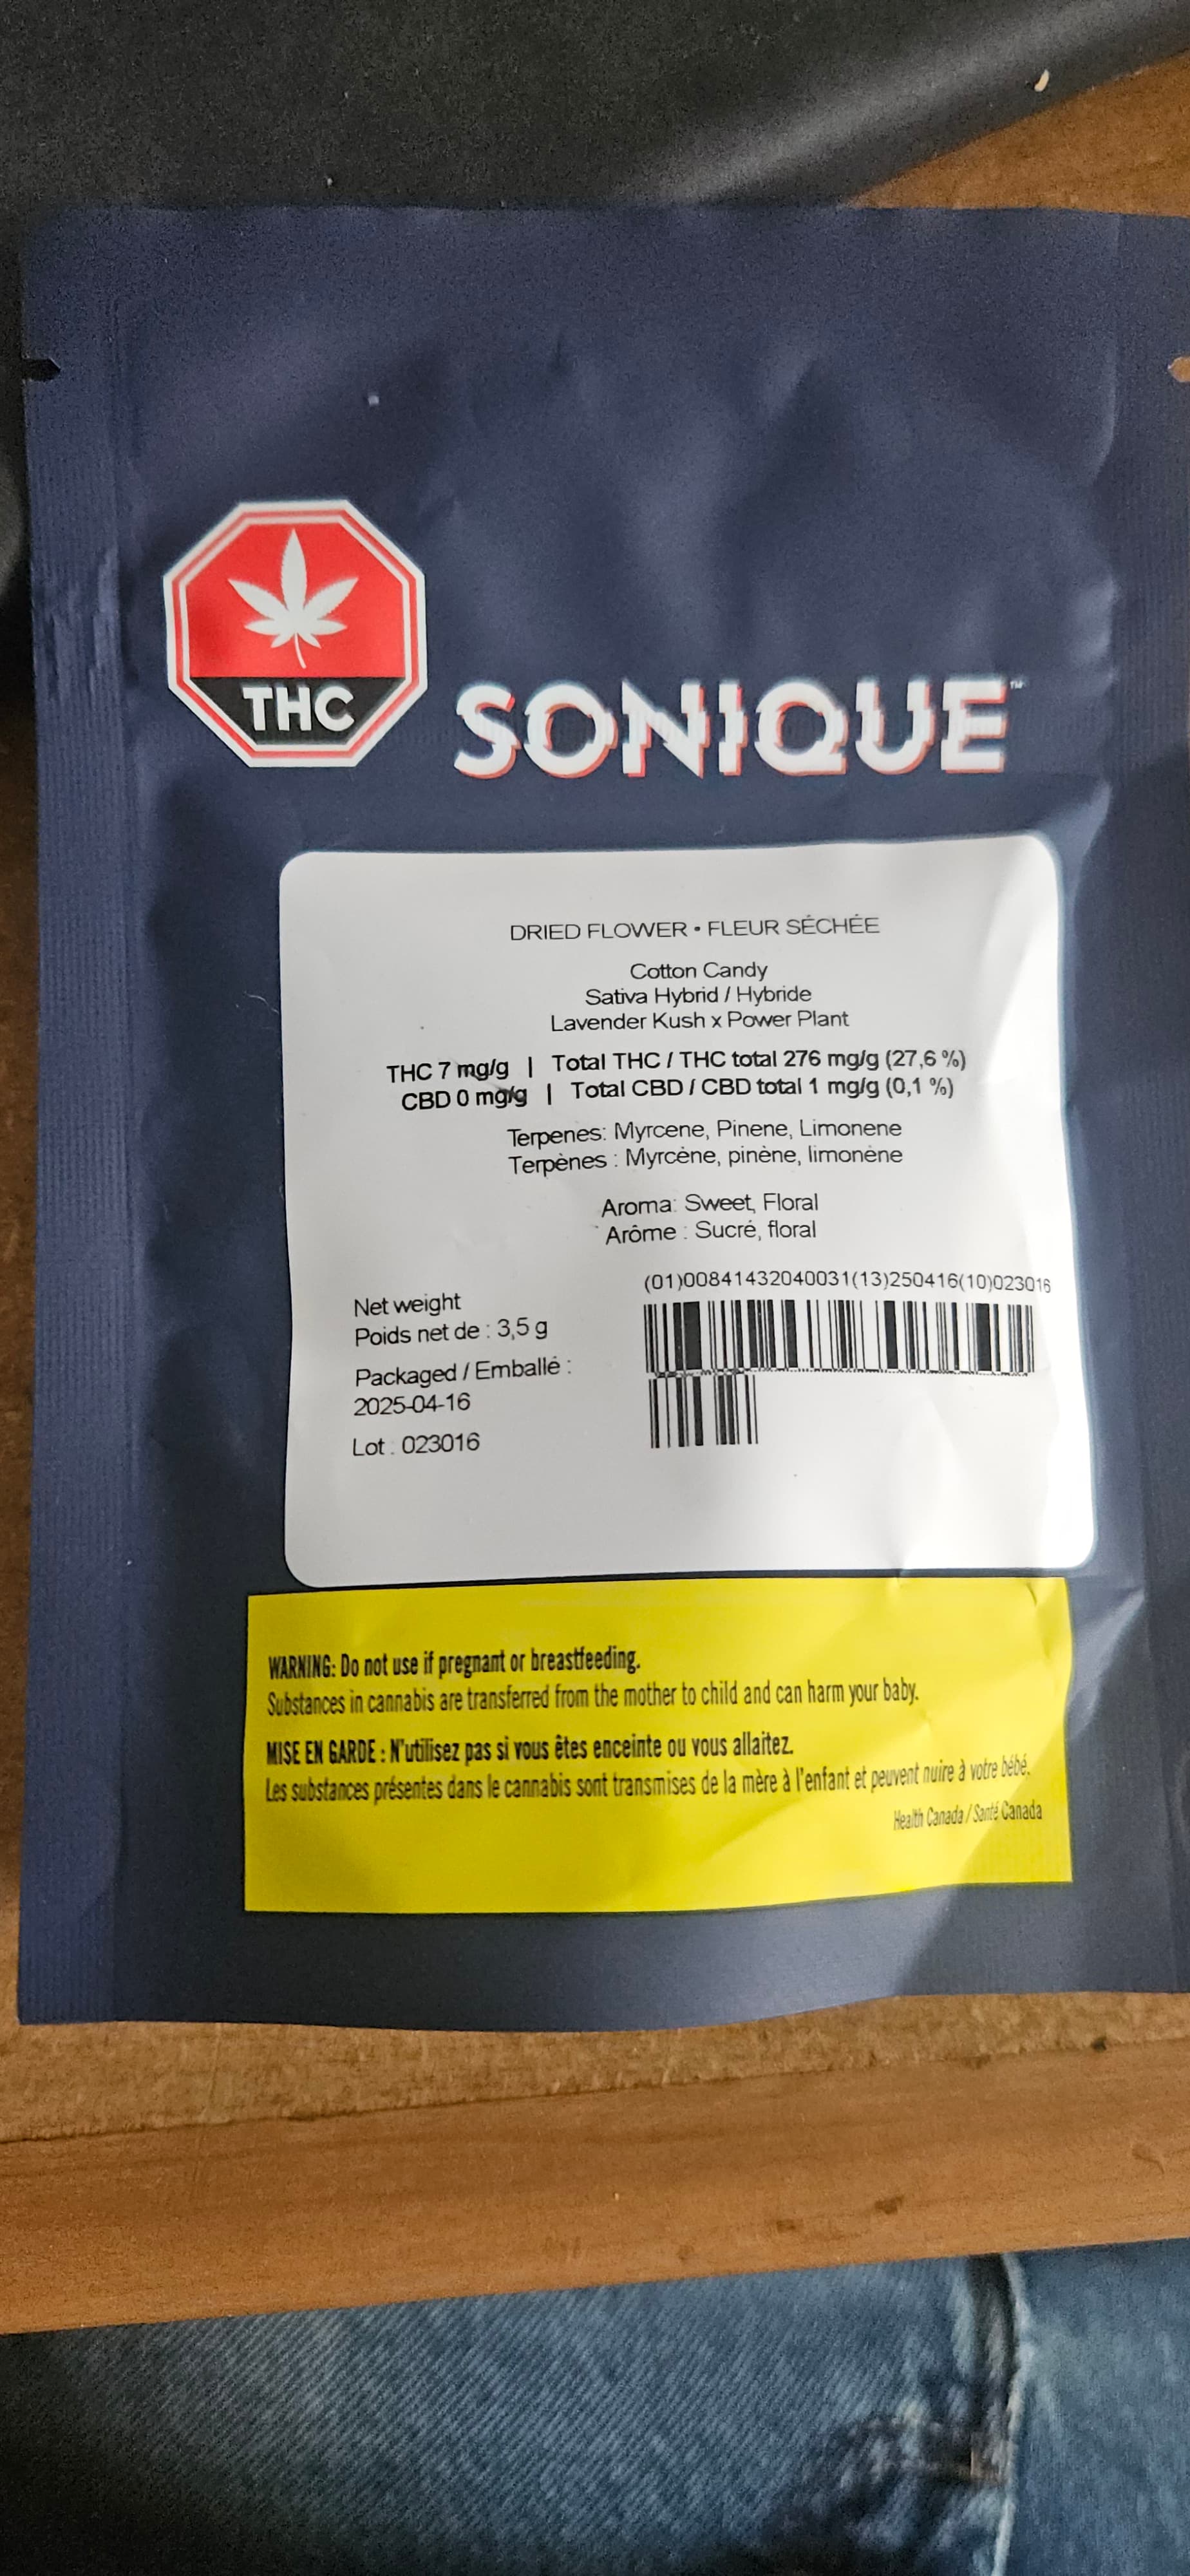 THC
SONIQUE™
DRIED FLOWER • FLEUR SÉCHÉE
Cotton Candy
Sativa Hybrid / Hybride
Lavender Kush x Power Plant
THC 7 mg/g | Total THC / THC total 276 mg/g (27,6 %)
CBD 0 mg/g | Total CBD / CBD total 1 mg/g (0,1 %)
Terpenes: Myrcene, Pinene, Limonene
Terpènes : Myrcène, pinène, limonène
Aroma: Sweet, Floral
Arôme : Sucré, floral
(01)00841432040031(13)250416(10)023016
Net weight
Poids net de : 3,5 g
Packaged / Emballé :
2025-04-16
Lot : 023016
WARNING: Do not use if pregnant or breastfeeding.
Substances in cannabis are transferred from the mother to child and can harm your baby.
MISE EN GARDE : N'utilisez pas si vous êtes enceinte ou vous allaitez.
Les substances présentes dans le cannabis sont transmises de la mère à l'enfant et peuvent nuire à votre bébé.
Health Canada / Santé Canada